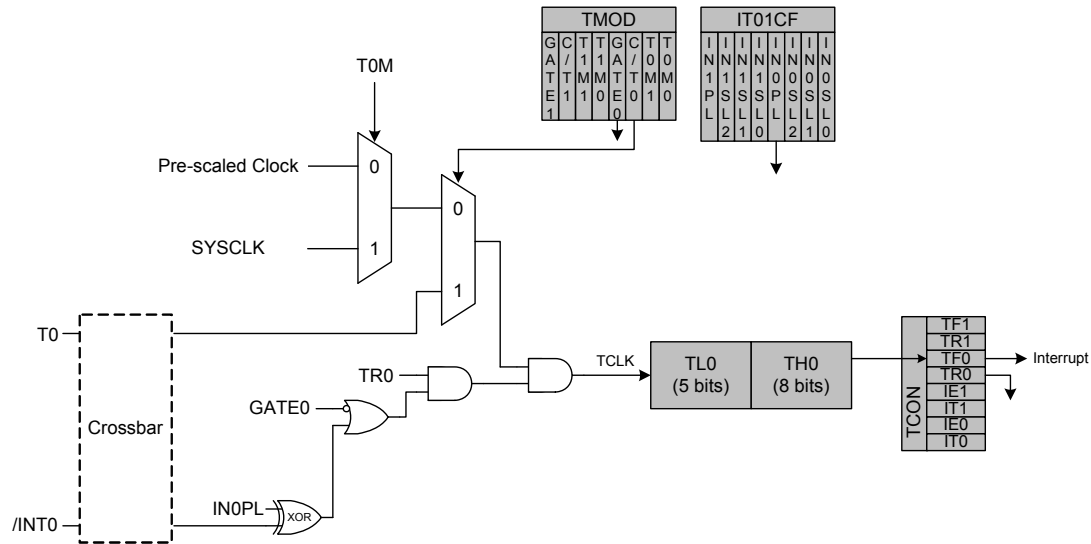 TMOD
GATE1
C/T1
T1M1
T1M0
GATE0
C/T0
T0M1
T0M0
IT01CF
IN1PL
IN1SL2
IN1SL1
IN1SL0
IN0PL
IN0SL2
IN0SL1
IN0SL0
T0M
Pre-scaled Clock
0
SYSCLK
1
0
1
T0
Crossbar
/INT0
TR0
GATE0
IN0PL
XOR
TCLK
TL0
(5 bits)
TH0
(8 bits)
TCON
TF1
TR1
TF0
TR0
IE1
IT1
IE0
IT0
Interrupt